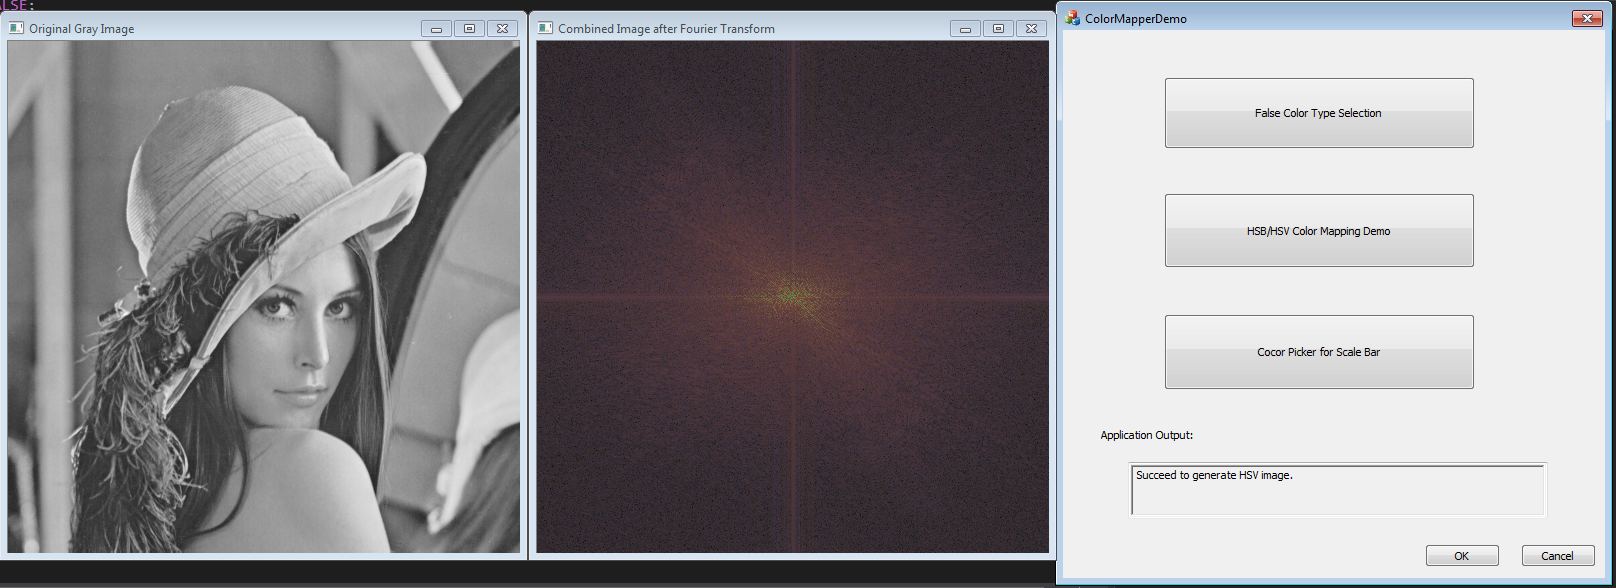 ALSE:
Original Gray Image
Combined Image after Fourier Transform
ColorMapperDemo
False Color Type Selection
HSB/HSV Color Mapping Demo
Cocor Picker for Scale Bar
Application Output:
Succeed to generate HSV image.
OK
Cancel